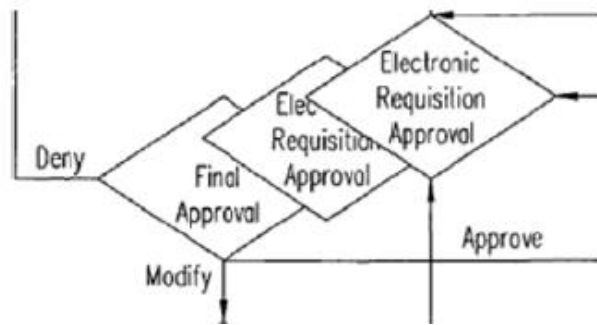 Electronic
Requisition
Approval
Elec
Requisition
Approval
Final
Approval
Deny
Approve
Modify